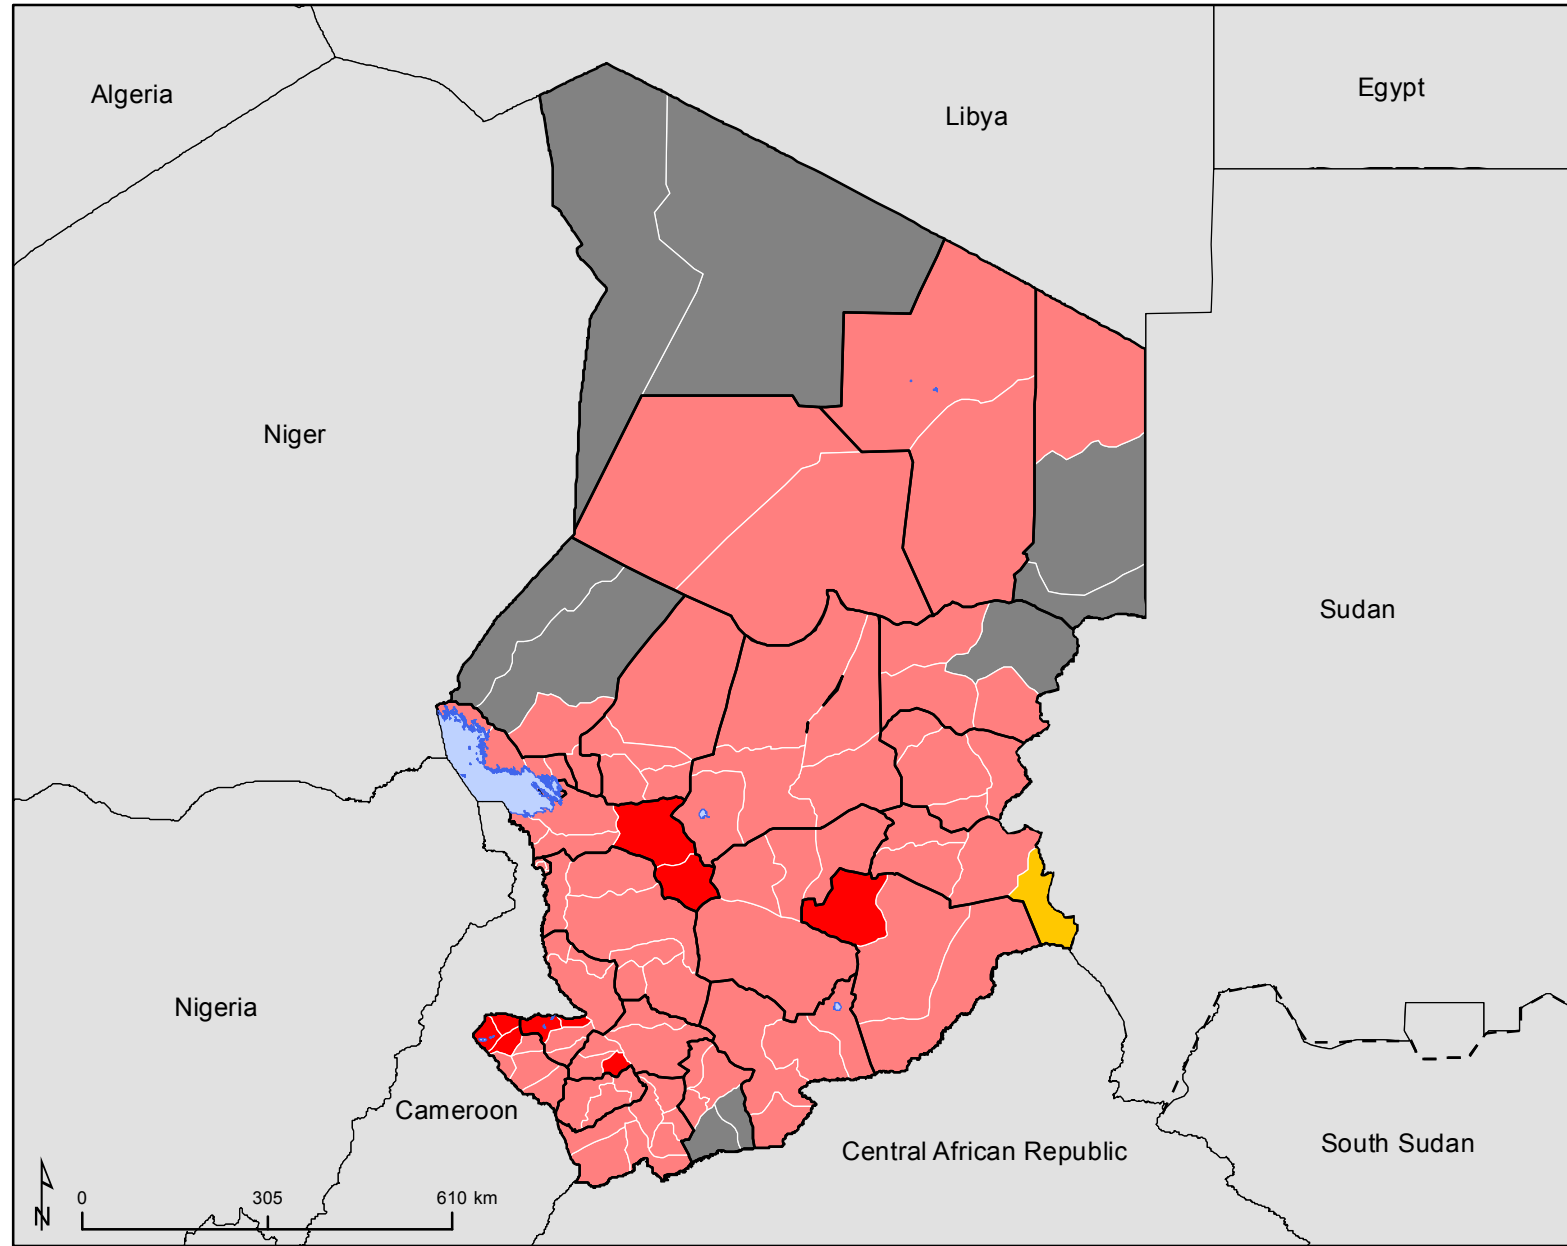 Egypt
Algeria
Libya
Niger
Sudan
Nigeria
Cameroon
Central African Republic
South Sudan
N
0 305 610 km